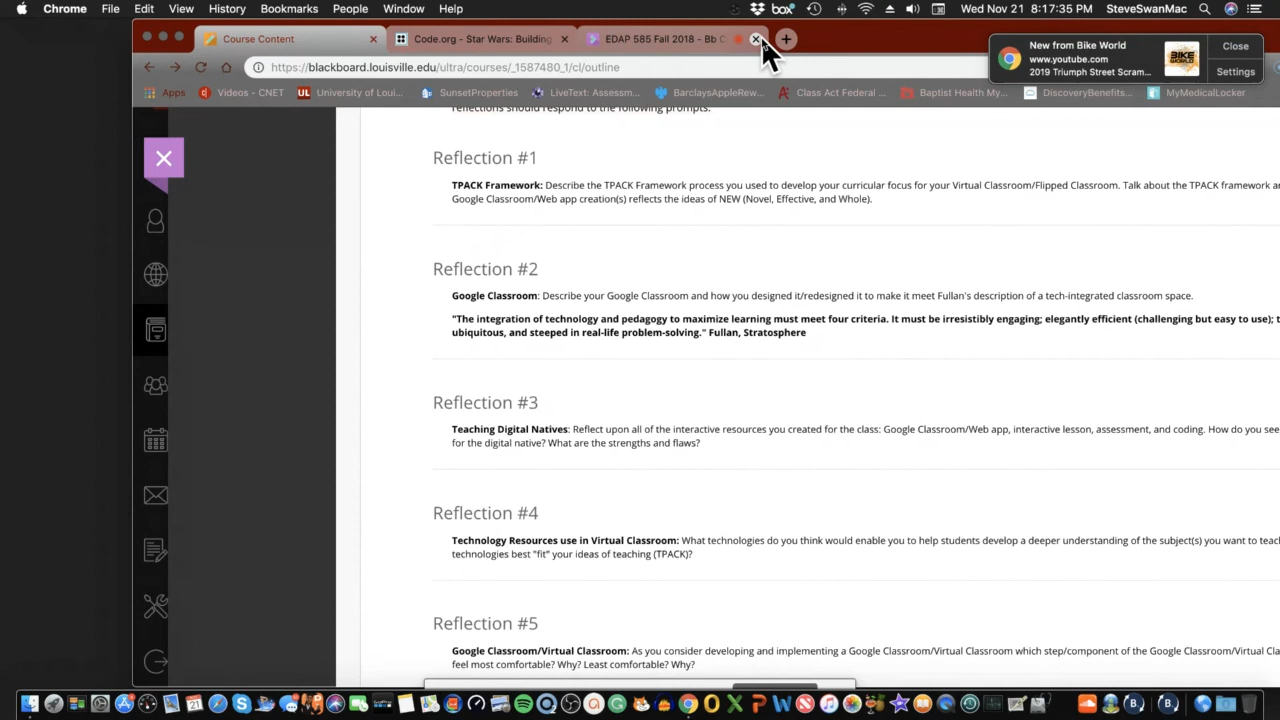 Chrome File Edit View History Bookmarks People Window Help box Wed Nov 21 8:17:35 PM SteveSwanMac
Course Content Code.org - Star Wars: Building EDAP 585 Fall 2018 - Bb C
https://blackboard.louisville.edu/ultra/courses/_1587480_1/cl/outline
New from Bike World
www.youtube.com
2019 Triumph Street Scram...
BIKE WORLD
Close
Settings
Apps Videos - CNET University of Loui... SunsetProperties LiveText: Assessm... BarclaysAppleRew... Class Act Federal ... Baptist Health My... DiscoveryBenefits... MyMedicalLocker
reflections should respond to the following prompts.
Reflection #1
TPACK Framework: Describe the TPACK Framework process you used to develop your curricular focus for your Virtual Classroom/Flipped Classroom. Talk about the TPACK framework
Google Classroom/Web app creation(s) reflects the ideas of NEW (Novel, Effective, and Whole).
Reflection #2
Google Classroom: Describe your Google Classroom and how you designed it/redesigned it to make it meet Fullan's description of a tech-integrated classroom space.
"The integration of technology and pedagogy to maximize learning must meet four criteria. It must be irresistibly engaging; elegantly efficient (challenging but easy to use);
ubiquitous, and steeped in real-life problem-solving." Fullan, Stratosphere
Reflection #3
Teaching Digital Natives: Reflect upon all of the interactive resources you created for the class: Google Classroom/Web app, interactive lesson, assessment, and coding. How do you see
for the digital native? What are the strengths and flaws?
Reflection #4
Technology Resources use in Virtual Classroom: What technologies do you think would enable you to help students develop a deeper understanding of the subject(s) you want to
technologies best "fit" your ideas of teaching (TPACK)?
Reflection #5
Google Classroom/Virtual Classroom: As you consider developing and implementing a Google Classroom/Virtual Classroom which step/component of the Google Classroom/Virtual
feel most comfortable? Why? Least comfortable? Why?